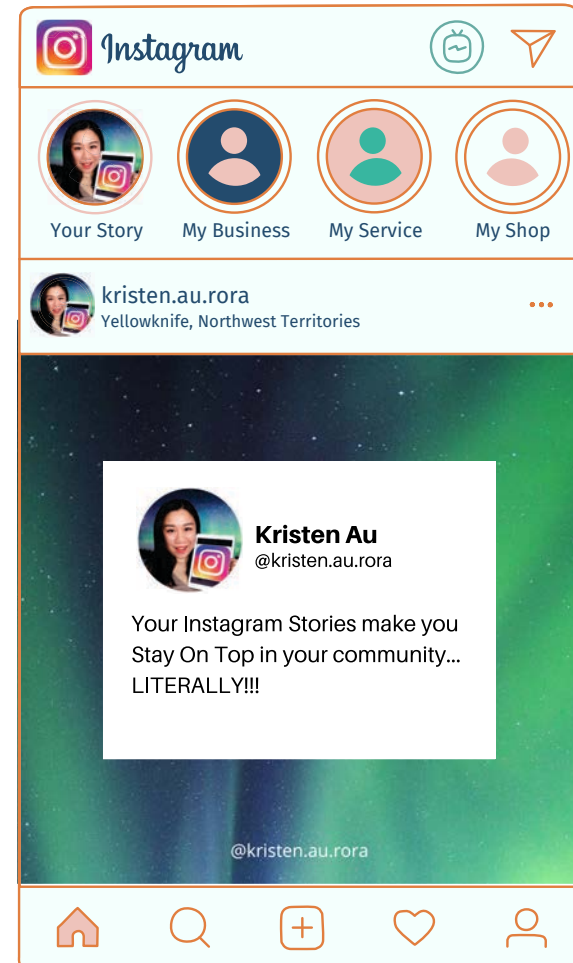 Instagram
Your Story
My Business
My Service
My Shop
kristen.au.rora
Yellowknife, Northwest Territories
Kristen Au
@kristen.au.rora
Your Instagram Stories make you
Stay On Top in your community...
LITERALLY!!!
@kristen.au.rora